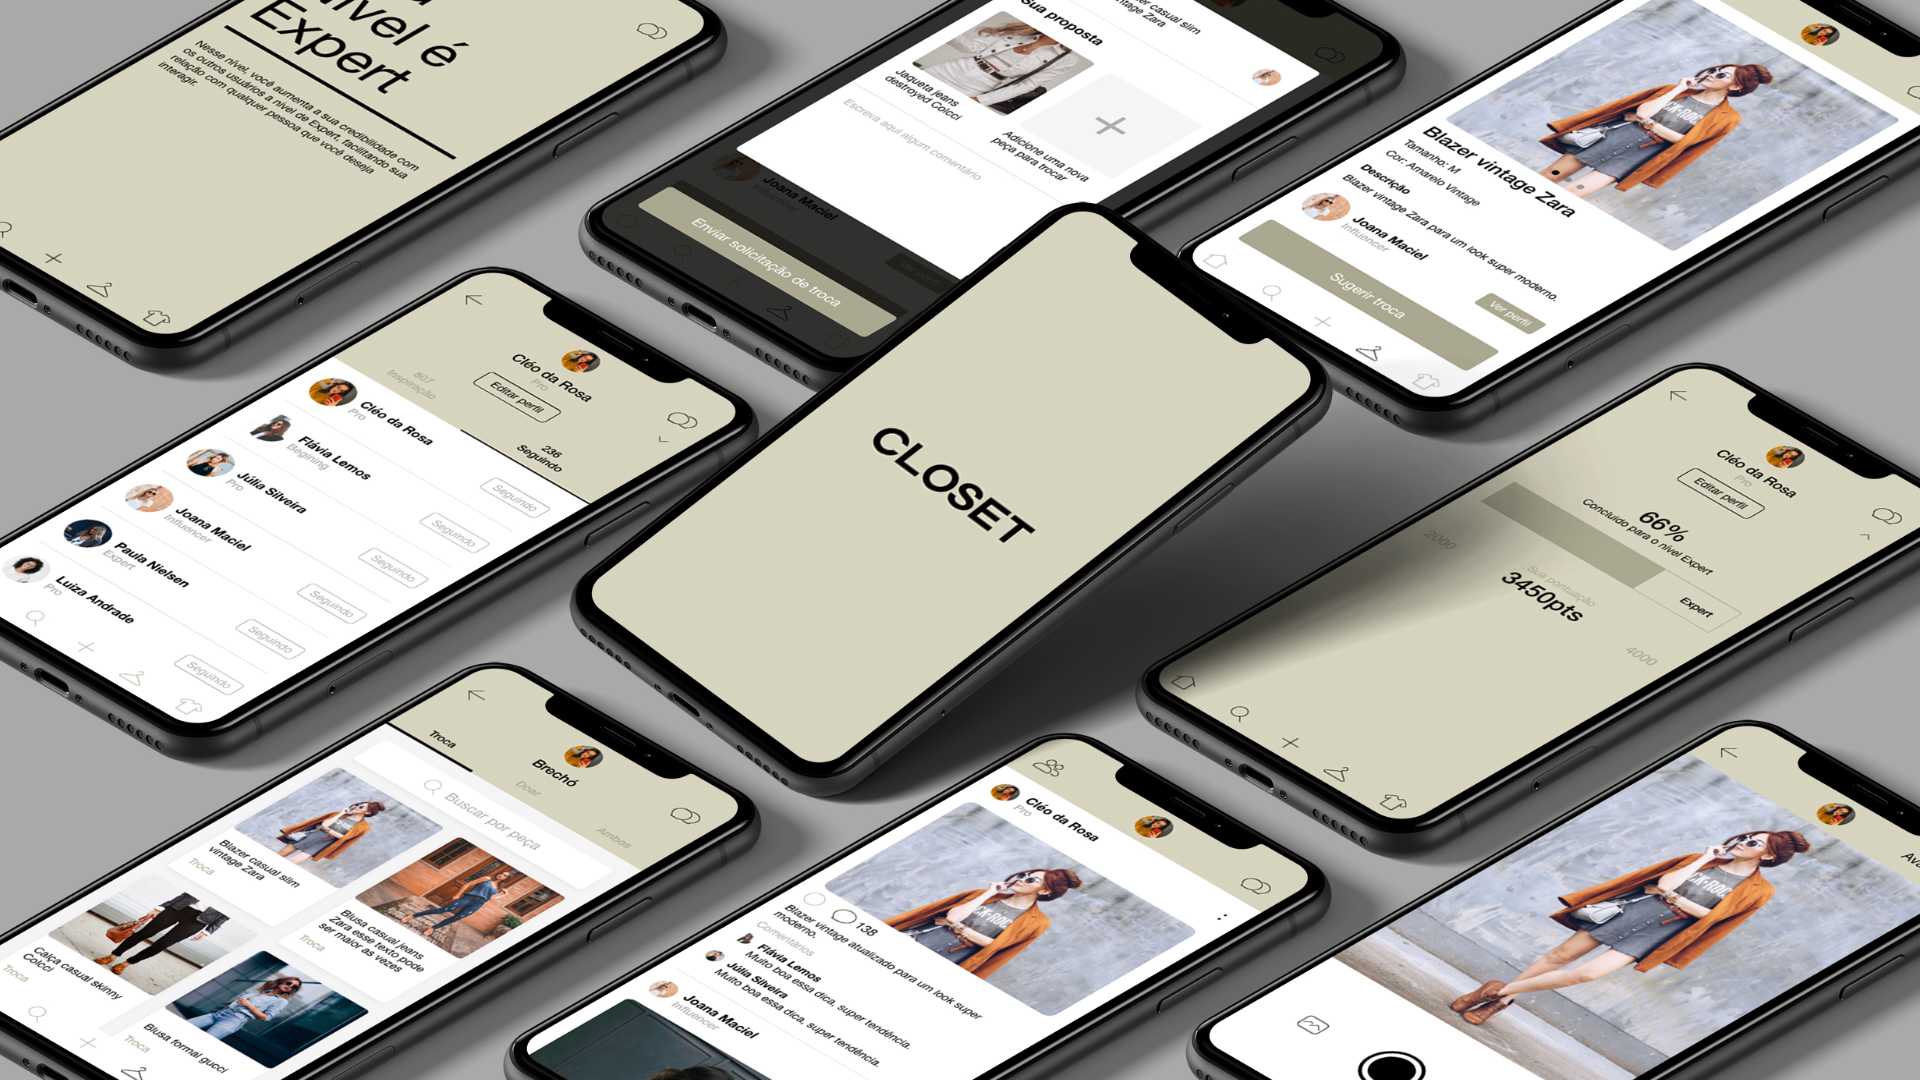 Nível é
Expert
Nesse nível, você aumenta a sua credibilidade com
os outros usuários a nível de Expert, facilitando sua
relação com qualquer pessoa que você deseja
interagir.
vintage Zara
Sua proposta
Jaqueta jeans
destroyed Colcci
Adicione uma nova
peça para trocar
Escreva aqui algum comentário
Joana Maciel
Influencer
Enviar solicitação de troca
Blazer vintage Zara
Tamanho: M
Cor: Amarelo Vintage
Descrição
Blazer vintage Zara para um look super moderno.
Joana Maciel
Influencer
Ver perfil
Sugerir troca
Cléo da Rosa
Pro
Editar perfil
807
Inspiração
236
Seguindo
Cléo da Rosa
Pro
Seguindo
Flávia Lemos
Begining
Seguindo
Júlia Silveira
Pro
Seguindo
Joana Maciel
Influencer
Seguindo
Paula Nielsen
Expert
Seguindo
Luiza Andrade
Pro
Seguindo
CLOSET
Cléo da Rosa
Pro
Editar perfil
66%
Concluido para o nível Expert
Expert
2000
Sua pontuação
3450pts
4000
Brechó
Troca
Doar
Ambos
Buscar por peça
Blazer casual slim
vintage Zara
Troca
Blusa casual jeans
Zara esse texto pode
ser maior as vezes
Troca
Calça casual skinny
Colcci
Troca
Blusa formal gucci
Troca
Cléo da Rosa
Pro
138
Blazer vintage atualizado para um look super
moderno.
Comentários
Flávia Lemos
Muito boa essa dica, super tendência.
Júlia Silveira
Muito boa essa dica, super tendência.
Joana Maciel
Influencer